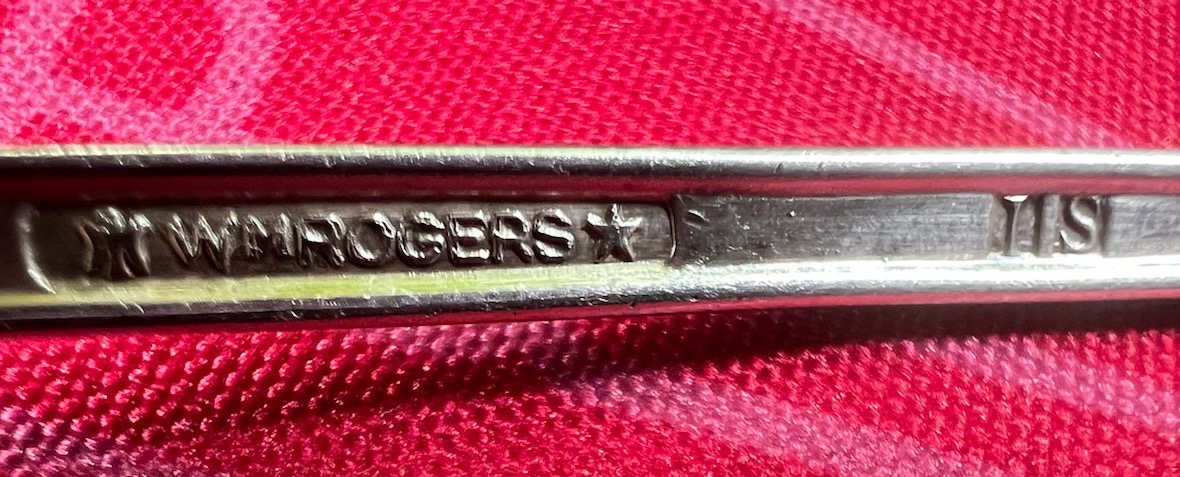 WM ROGERS ★ IS